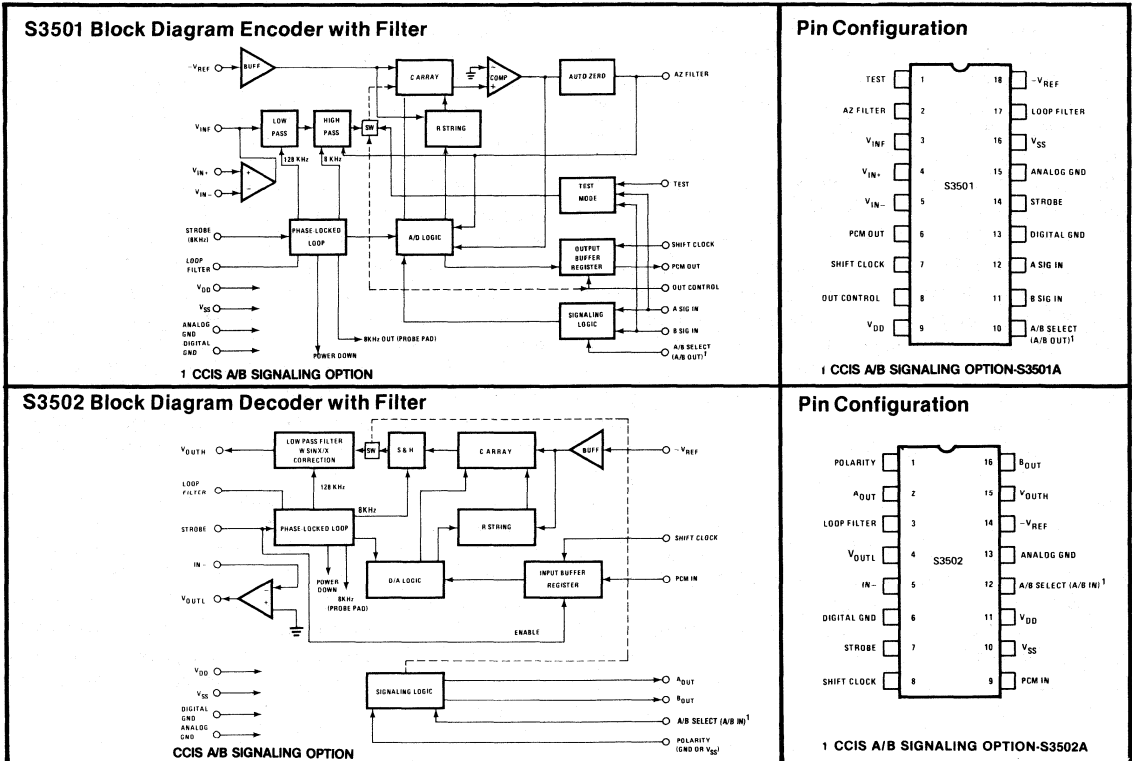 S3501 Block Diagram Encoder with Filter
-VREF
BUFF
C ARRAY
COMP
AUTO ZERO
AZ FILTER
VINF
LOW PASS
HIGH PASS
SW
R STRING
128 KHz
8 KHz
VIN+
VIN-
TEST MODE
TEST
STROBE (8KHz)
PHASE-LOCKED LOOP
A/D LOGIC
OUTPUT BUFFER REGISTER
SHIFT CLOCK
PCM OUT
LOOP FILTER
OUT CONTROL
VDD
VSS
SIGNALING LOGIC
A SIG IN
B SIG IN
ANALOG GND
DIGITAL GND
8KHz OUT (PROBE PAD)
A/B SELECT (A/B OUT)1
POWER DOWN
1 CCIS A/B SIGNALING OPTION
Pin Configuration
TEST 1
AZ FILTER 2
VINF 3
VIN+ 4
VIN- 5
PCM OUT 6
SHIFT CLOCK 7
OUT CONTROL 8
VDD 9
S3501
18 -VREF
17 LOOP FILTER
16 VSS
15 ANALOG GND
14 STROBE
13 DIGITAL GND
12 A SIG IN
11 B SIG IN
10 A/B SELECT (A/B OUT)1
1 CCIS A/B SIGNALING OPTION-S3501A
S3502 Block Diagram Decoder with Filter
VOUTH
LOW PASS FILTER W SINX/X CORRECTION
SW
S & H
C ARRAY
BUFF
-VREF
LOOP FILTER
128 KHz
8KHz
STROBE
PHASE-LOCKED LOOP
R STRING
SHIFT CLOCK
IN-
POWER DOWN
8KHz (PROBE PAD)
D/A LOGIC
INPUT BUFFER REGISTER
PCM IN
VOUTL
ENABLE
VDD
VSS
DIGITAL GND
ANALOG GND
SIGNALING LOGIC
AOUT
BOUT
A/B SELECT (A/B IN)1
POLARITY (GND OR VSS)
CCIS A/B SIGNALING OPTION
Pin Configuration
POLARITY 1
AOUT 2
LOOP FILTER 3
VOUTL 4
IN- 5
DIGITAL GND 6
STROBE 7
SHIFT CLOCK 8
S3502
16 BOUT
15 VOUTH
14 -VREF
13 ANALOG GND
12 A/B SELECT (A/B IN)1
11 VDD
10 VSS
9 PCM IN
1 CCIS A/B SIGNALING OPTION-S3502A